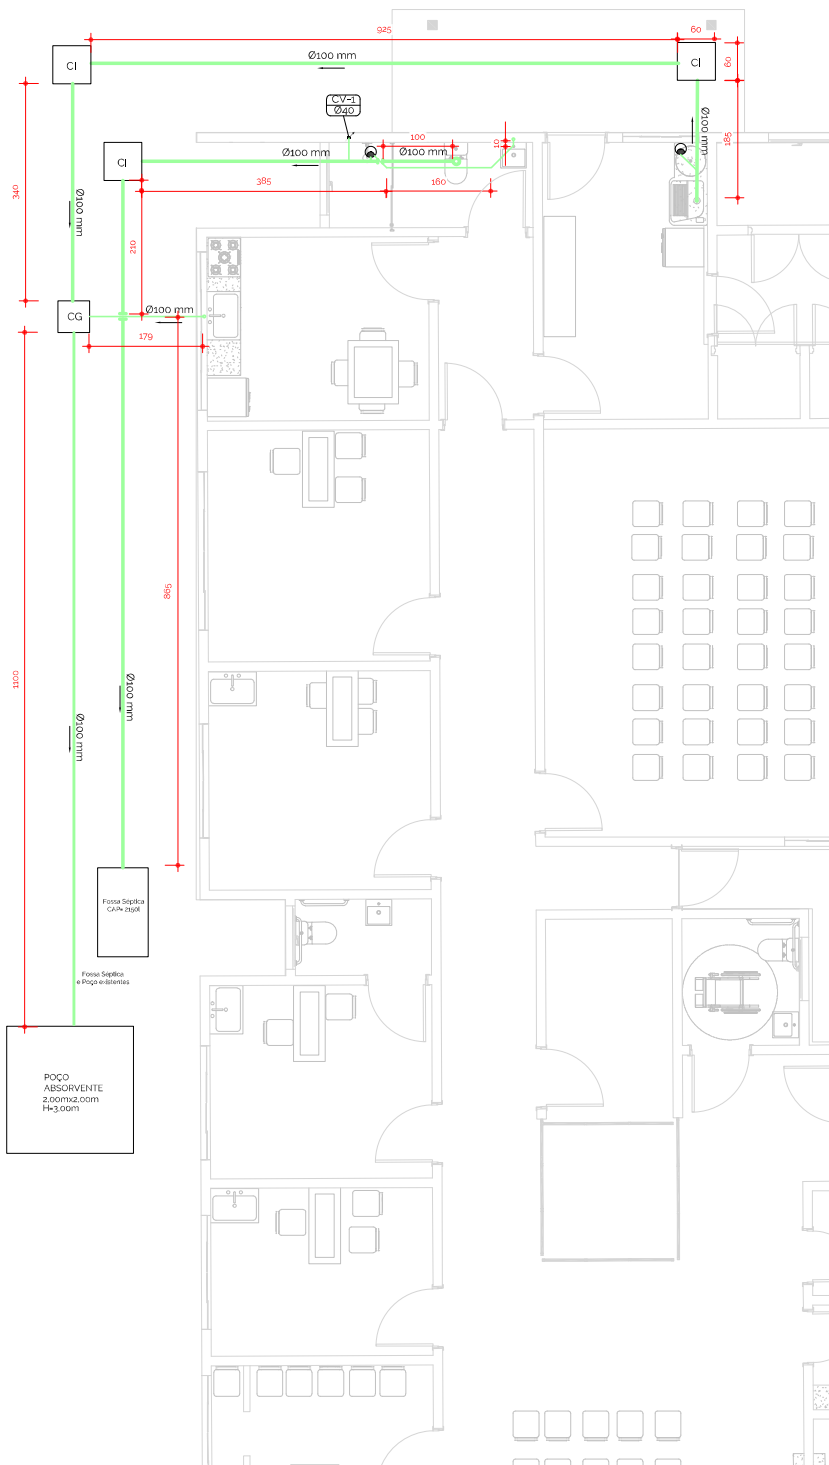 925
60
CI
Ø100 mm
CI
60
CV-1
Ø40
Ø100 mm
185
100
10
Ø100 mm
Ø100 mm
CI
385
160
340
Ø100 mm
210
CG
Ø100 mm
179
865
1100
Ø100 mm
Ø100 mm
Fossa Séptica
CAP= 2150l
Fossa Séptica
e Poço existentes
POÇO
ABSORVENTE
2,00mx2,00m
H=3,00m